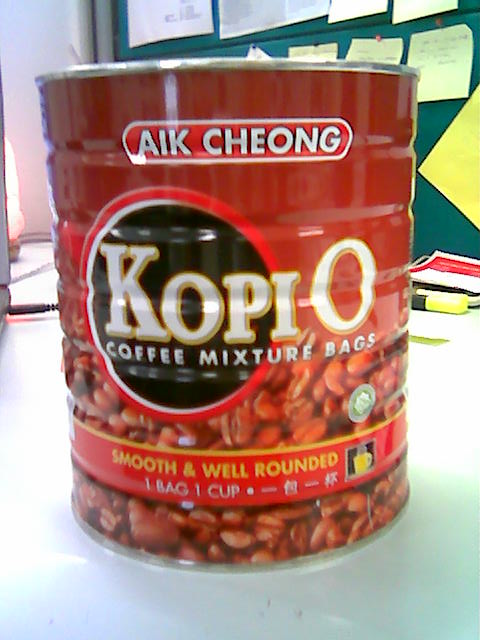 AIK CHEONG
KOPI O
COFFEE MIXTURE BAGS
SMOOTH & WELL ROUNDED
1 BAG 1 CUP • 一包一杯